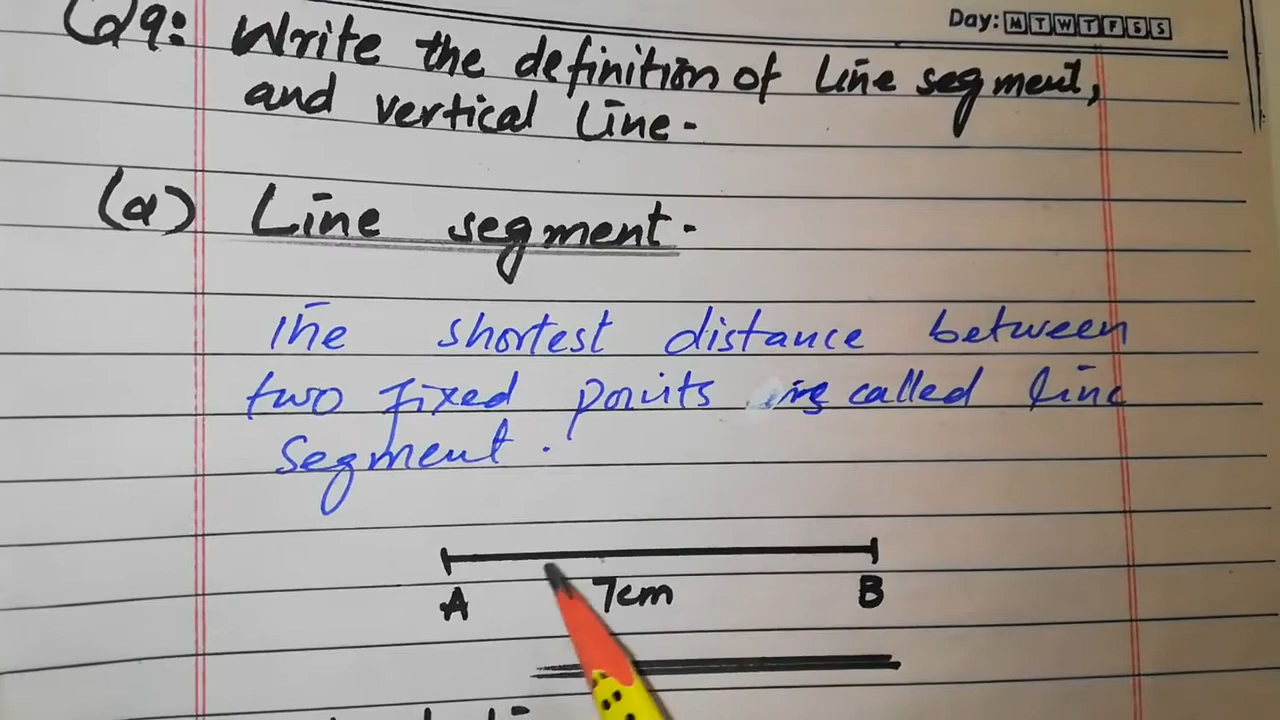 Day: M T W T F S S
Q9: Write the definition of line segment,
and vertical line.
(a) Line segment.
The shortest distance between
two fixed points is called line
segment.
7cm
A B